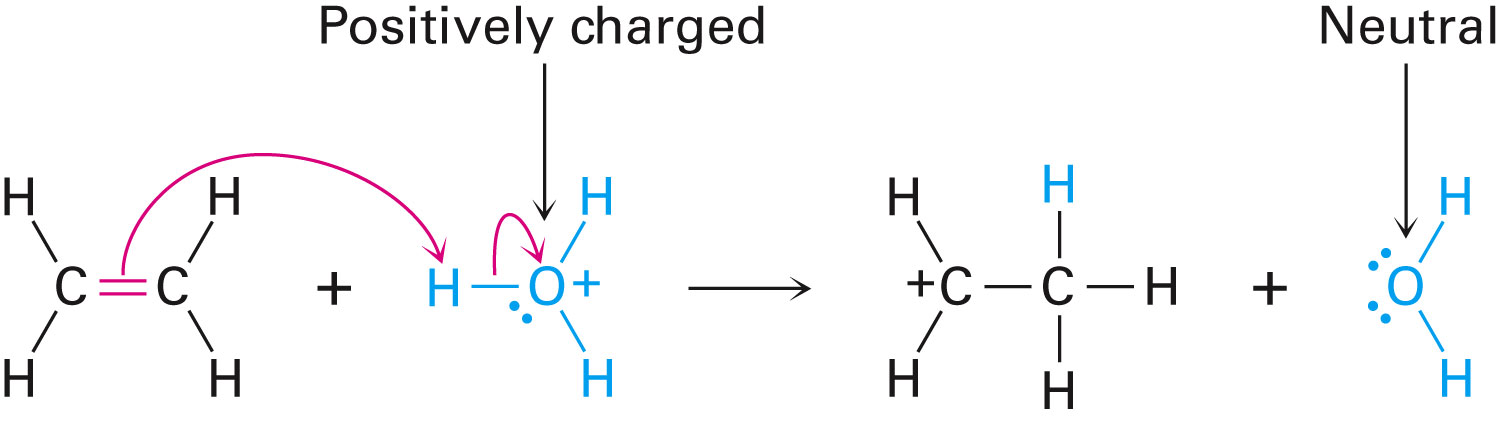 Positively charged Neutral
H H H H H
C C + H O + + C C H + O
H H H H H H